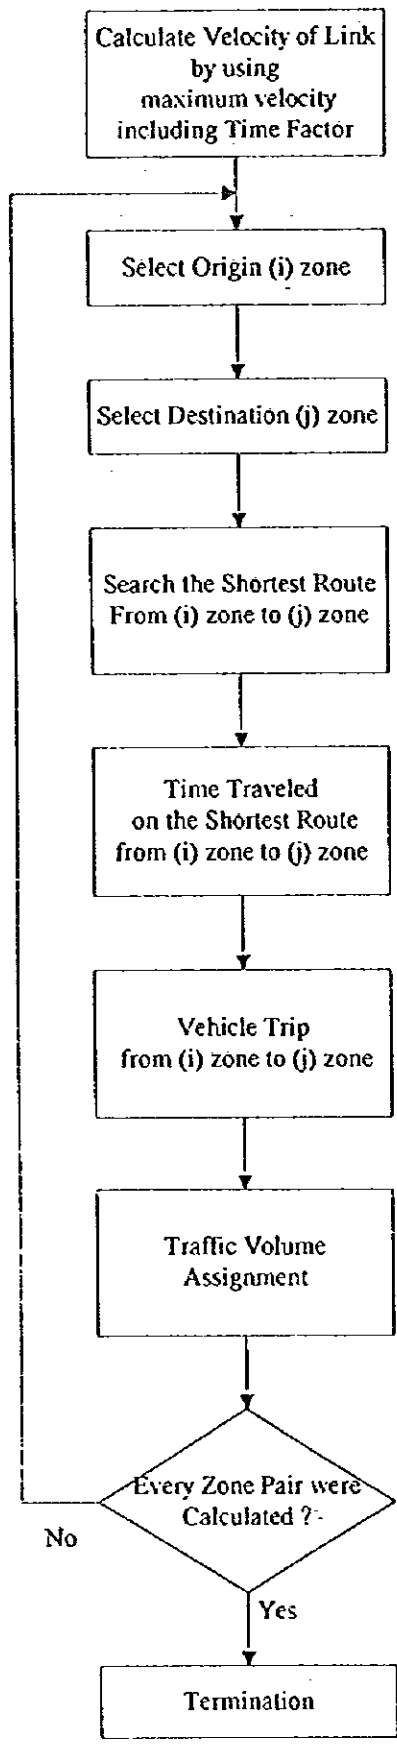 Calculate Velocity of Link
by using
maximum velocity
including Time Factor
Select Origin (i) zone
Select Destination (j) zone
Search the Shortest Route
From (i) zone to (j) zone
Time Traveled
on the Shortest Route
from (i) zone to (j) zone
Vehicle Trip
from (i) zone to (j) zone
Traffic Volume
Assignment
Every Zone Pair were
Calculated ?
No
Yes
Termination